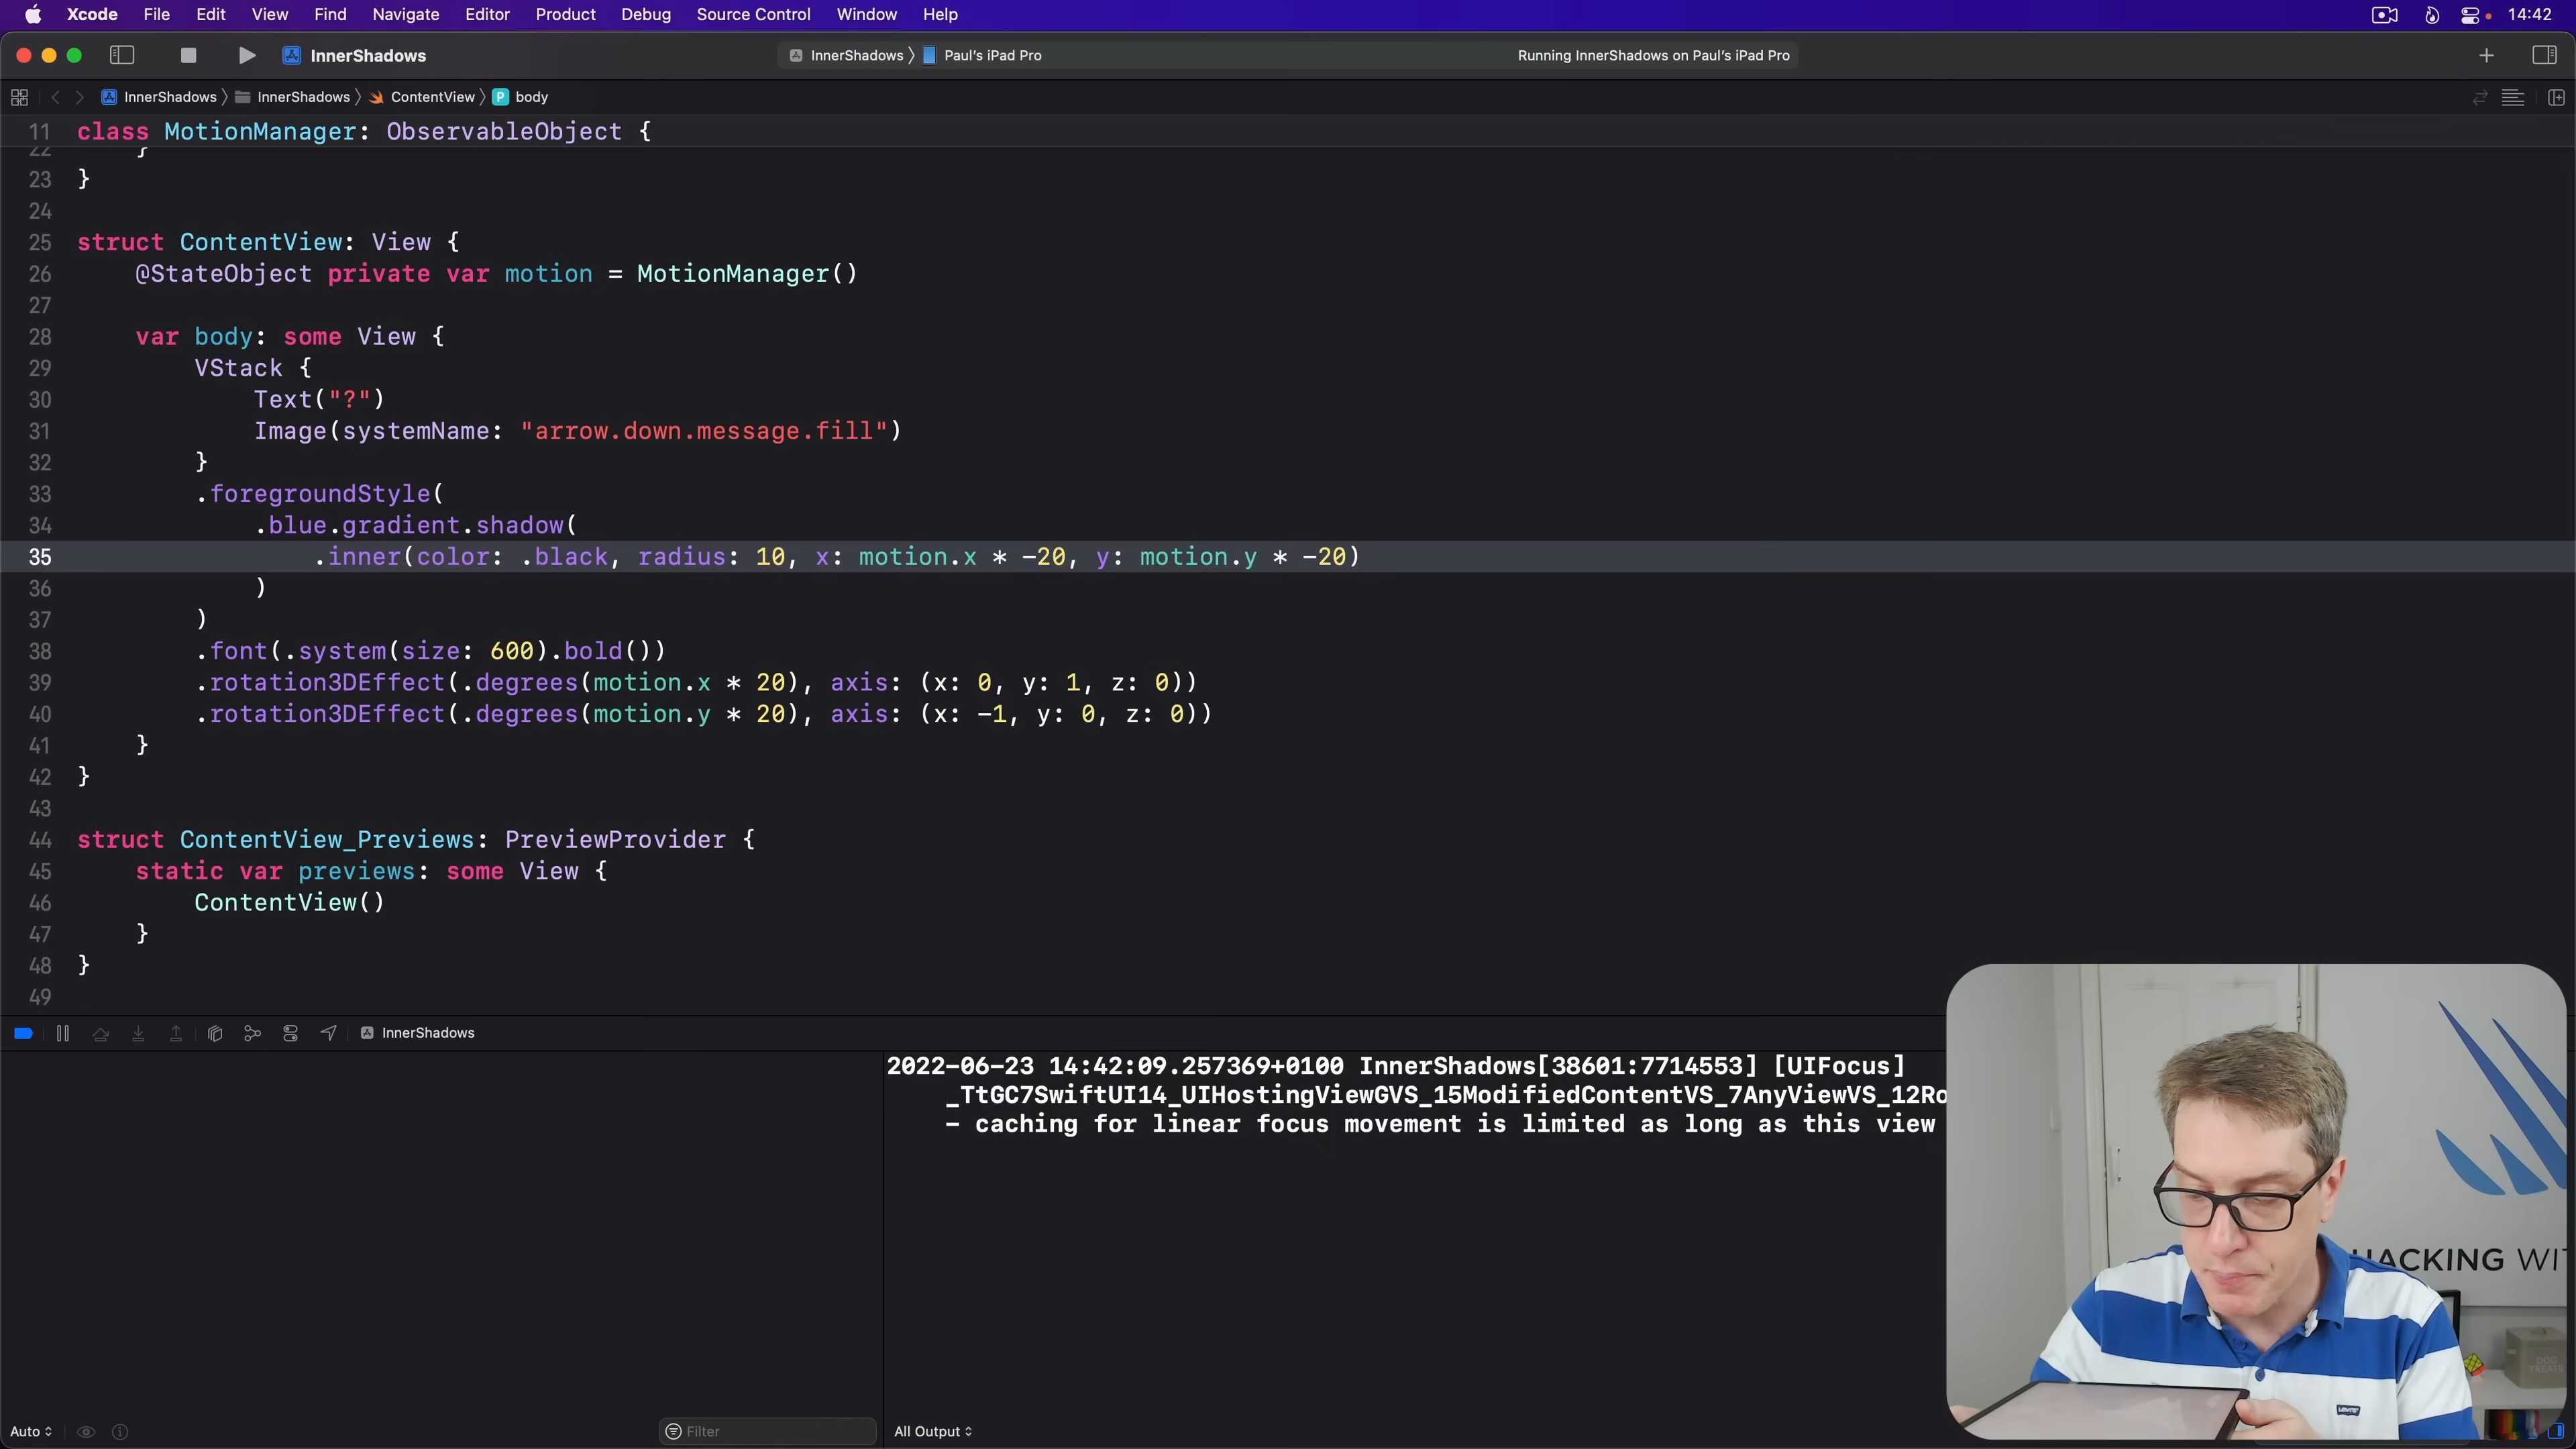 Xcode File Edit View Find Navigate Editor Product Debug Source Control Window Help 14:42
InnerShadows InnerShadows Paul's iPad Pro Running InnerShadows on Paul's iPad Pro
InnerShadows InnerShadows ContentView body
11 class MotionManager: ObservableObject {
22 }
23 }
24
25 struct ContentView: View {
26 @StateObject private var motion = MotionManager()
27
28 var body: some View {
29 VStack {
30 Text("?")
31 Image(systemName: "arrow.down.message.fill")
32 }
33 .foregroundStyle(
34 .blue.gradient.shadow(
35 .inner(color: .black, radius: 10, x: motion.x * -20, y: motion.y * -20)
36 )
37 )
38 .font(.system(size: 600).bold())
39 .rotation3DEffect(.degrees(motion.x * 20), axis: (x: 0, y: 1, z: 0))
40 .rotation3DEffect(.degrees(motion.y * 20), axis: (x: -1, y: 0, z: 0))
41 }
42 }
43
44 struct ContentView_Previews: PreviewProvider {
45 static var previews: some View {
46 ContentView()
47 }
48 }
49
InnerShadows
2022-06-23 14:42:09.257369+0100 InnerShadows[38601:7714553] [UIFocus]
_TtGC7SwiftUI14_UIHostingViewGVS_15ModifiedContentVS_7AnyViewVS_12Ro
- caching for linear focus movement is limited as long as this view
HACKING WI
DOG
TREATS
Levi's
Auto Filter All Output